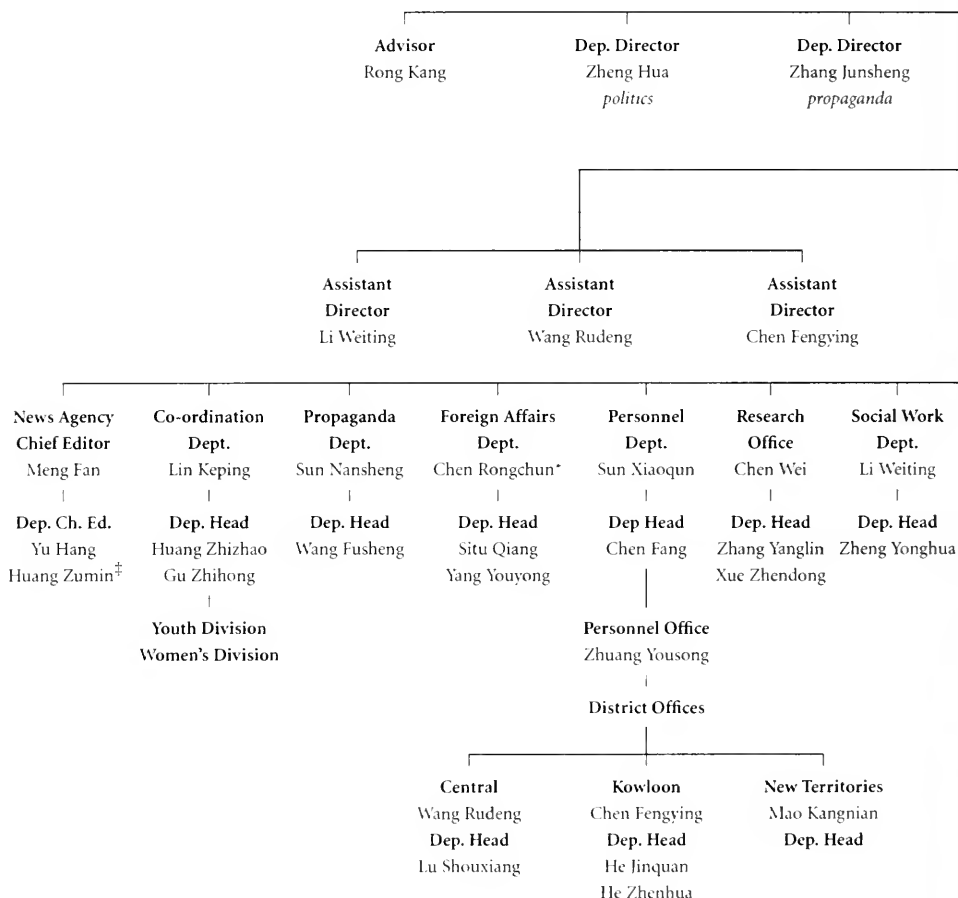 Advisor
Rong Kang
Dep. Director
Zheng Hua
politics
Dep. Director
Zhang Junsheng
propaganda
Assistant
Director
Li Weiting
Assistant
Director
Wang Rudeng
Assistant
Director
Chen Fengying
News Agency
Chief Editor
Meng Fan
Dep. Ch. Ed.
Yu Hang
Huang Zumin‡
Co-ordination
Dept.
Lin Keping
Dep. Head
Huang Zhizhao
Gu Zhihong
Youth Division
Women's Division
Propaganda
Dept.
Sun Nansheng
Dep. Head
Wang Fusheng
Foreign Affairs
Dept.
Chen Rongchun*
Dep. Head
Situ Qiang
Yang Youyong
Personnel
Dept.
Sun Xiaoqun
Dep Head
Chen Fang
Personnel Office
Zhuang Yousong
District Offices
Central
Wang Rudeng
Dep. Head
Lu Shouxiang
Kowloon
Chen Fengying
Dep. Head
He Jinquan
He Zhenhua
New Territories
Mao Kangnian
Dep. Head
Research
Office
Chen Wei
Dep. Head
Zhang Yanglin
Xue Zhendong
Social Work
Dept.
Li Weiting
Dep. Head
Zheng Yonghua